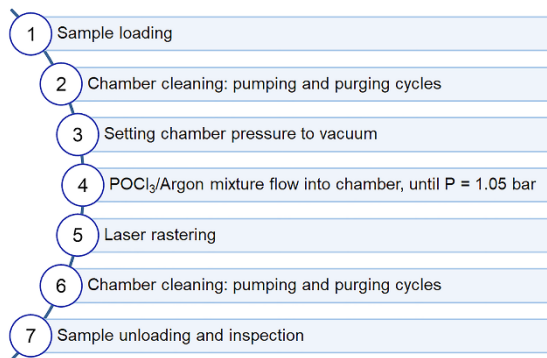 1 Sample loading
2 Chamber cleaning: pumping and purging cycles
3 Setting chamber pressure to vacuum
4 POCl₃/Argon mixture flow into chamber, until P = 1.05 bar
5 Laser rastering
6 Chamber cleaning: pumping and purging cycles
7 Sample unloading and inspection